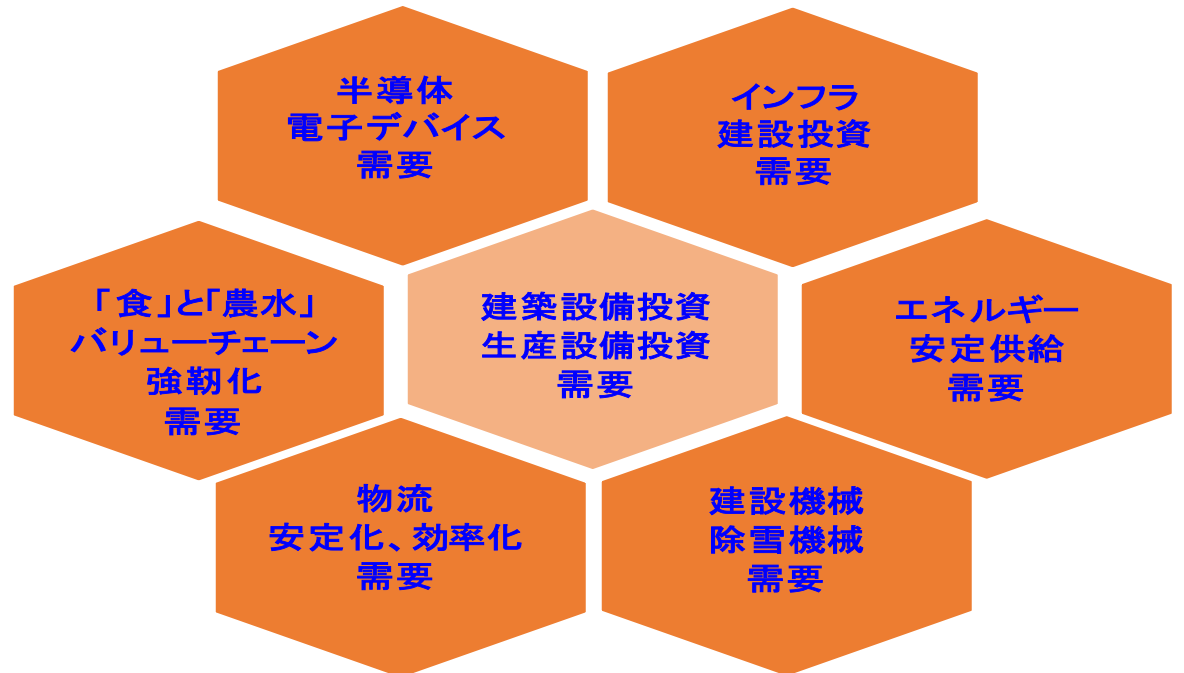 半導体
電子デバイス
需要
インフラ
建設投資
需要
「食」と「農水」
バリューチェーン
強靭化
需要
建築設備投資
生産設備投資
需要
エネルギー
安定供給
需要
物流
安定化、効率化
需要
建設機械
除雪機械
需要